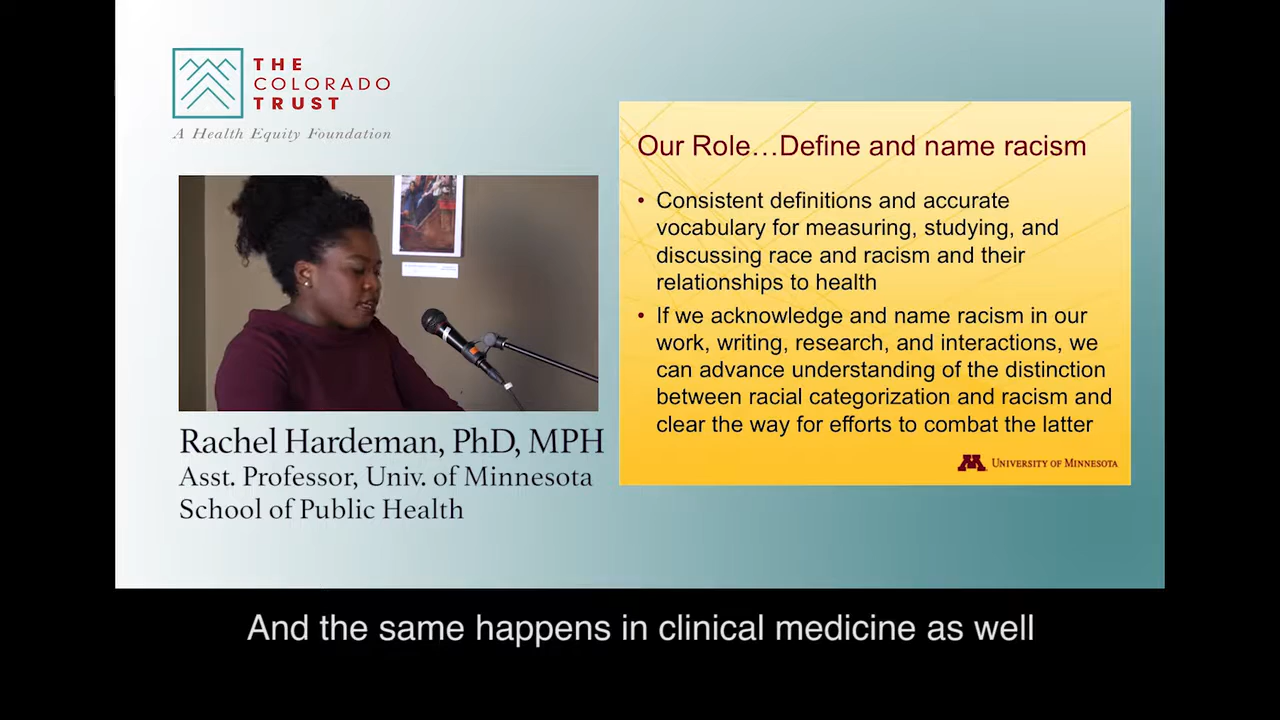 THE
COLORADO
TRUST
A Health Equity Foundation
Rachel Hardeman, PhD, MPH
Asst. Professor, Univ. of Minnesota
School of Public Health
Our Role…Define and name racism
• Consistent definitions and accurate
vocabulary for measuring, studying, and
discussing race and racism and their
relationships to health
• If we acknowledge and name racism in our
work, writing, research, and interactions, we
can advance understanding of the distinction
between racial categorization and racism and
clear the way for efforts to combat the latter
M UNIVERSITY OF MINNESOTA
And the same happens in clinical medicine as well